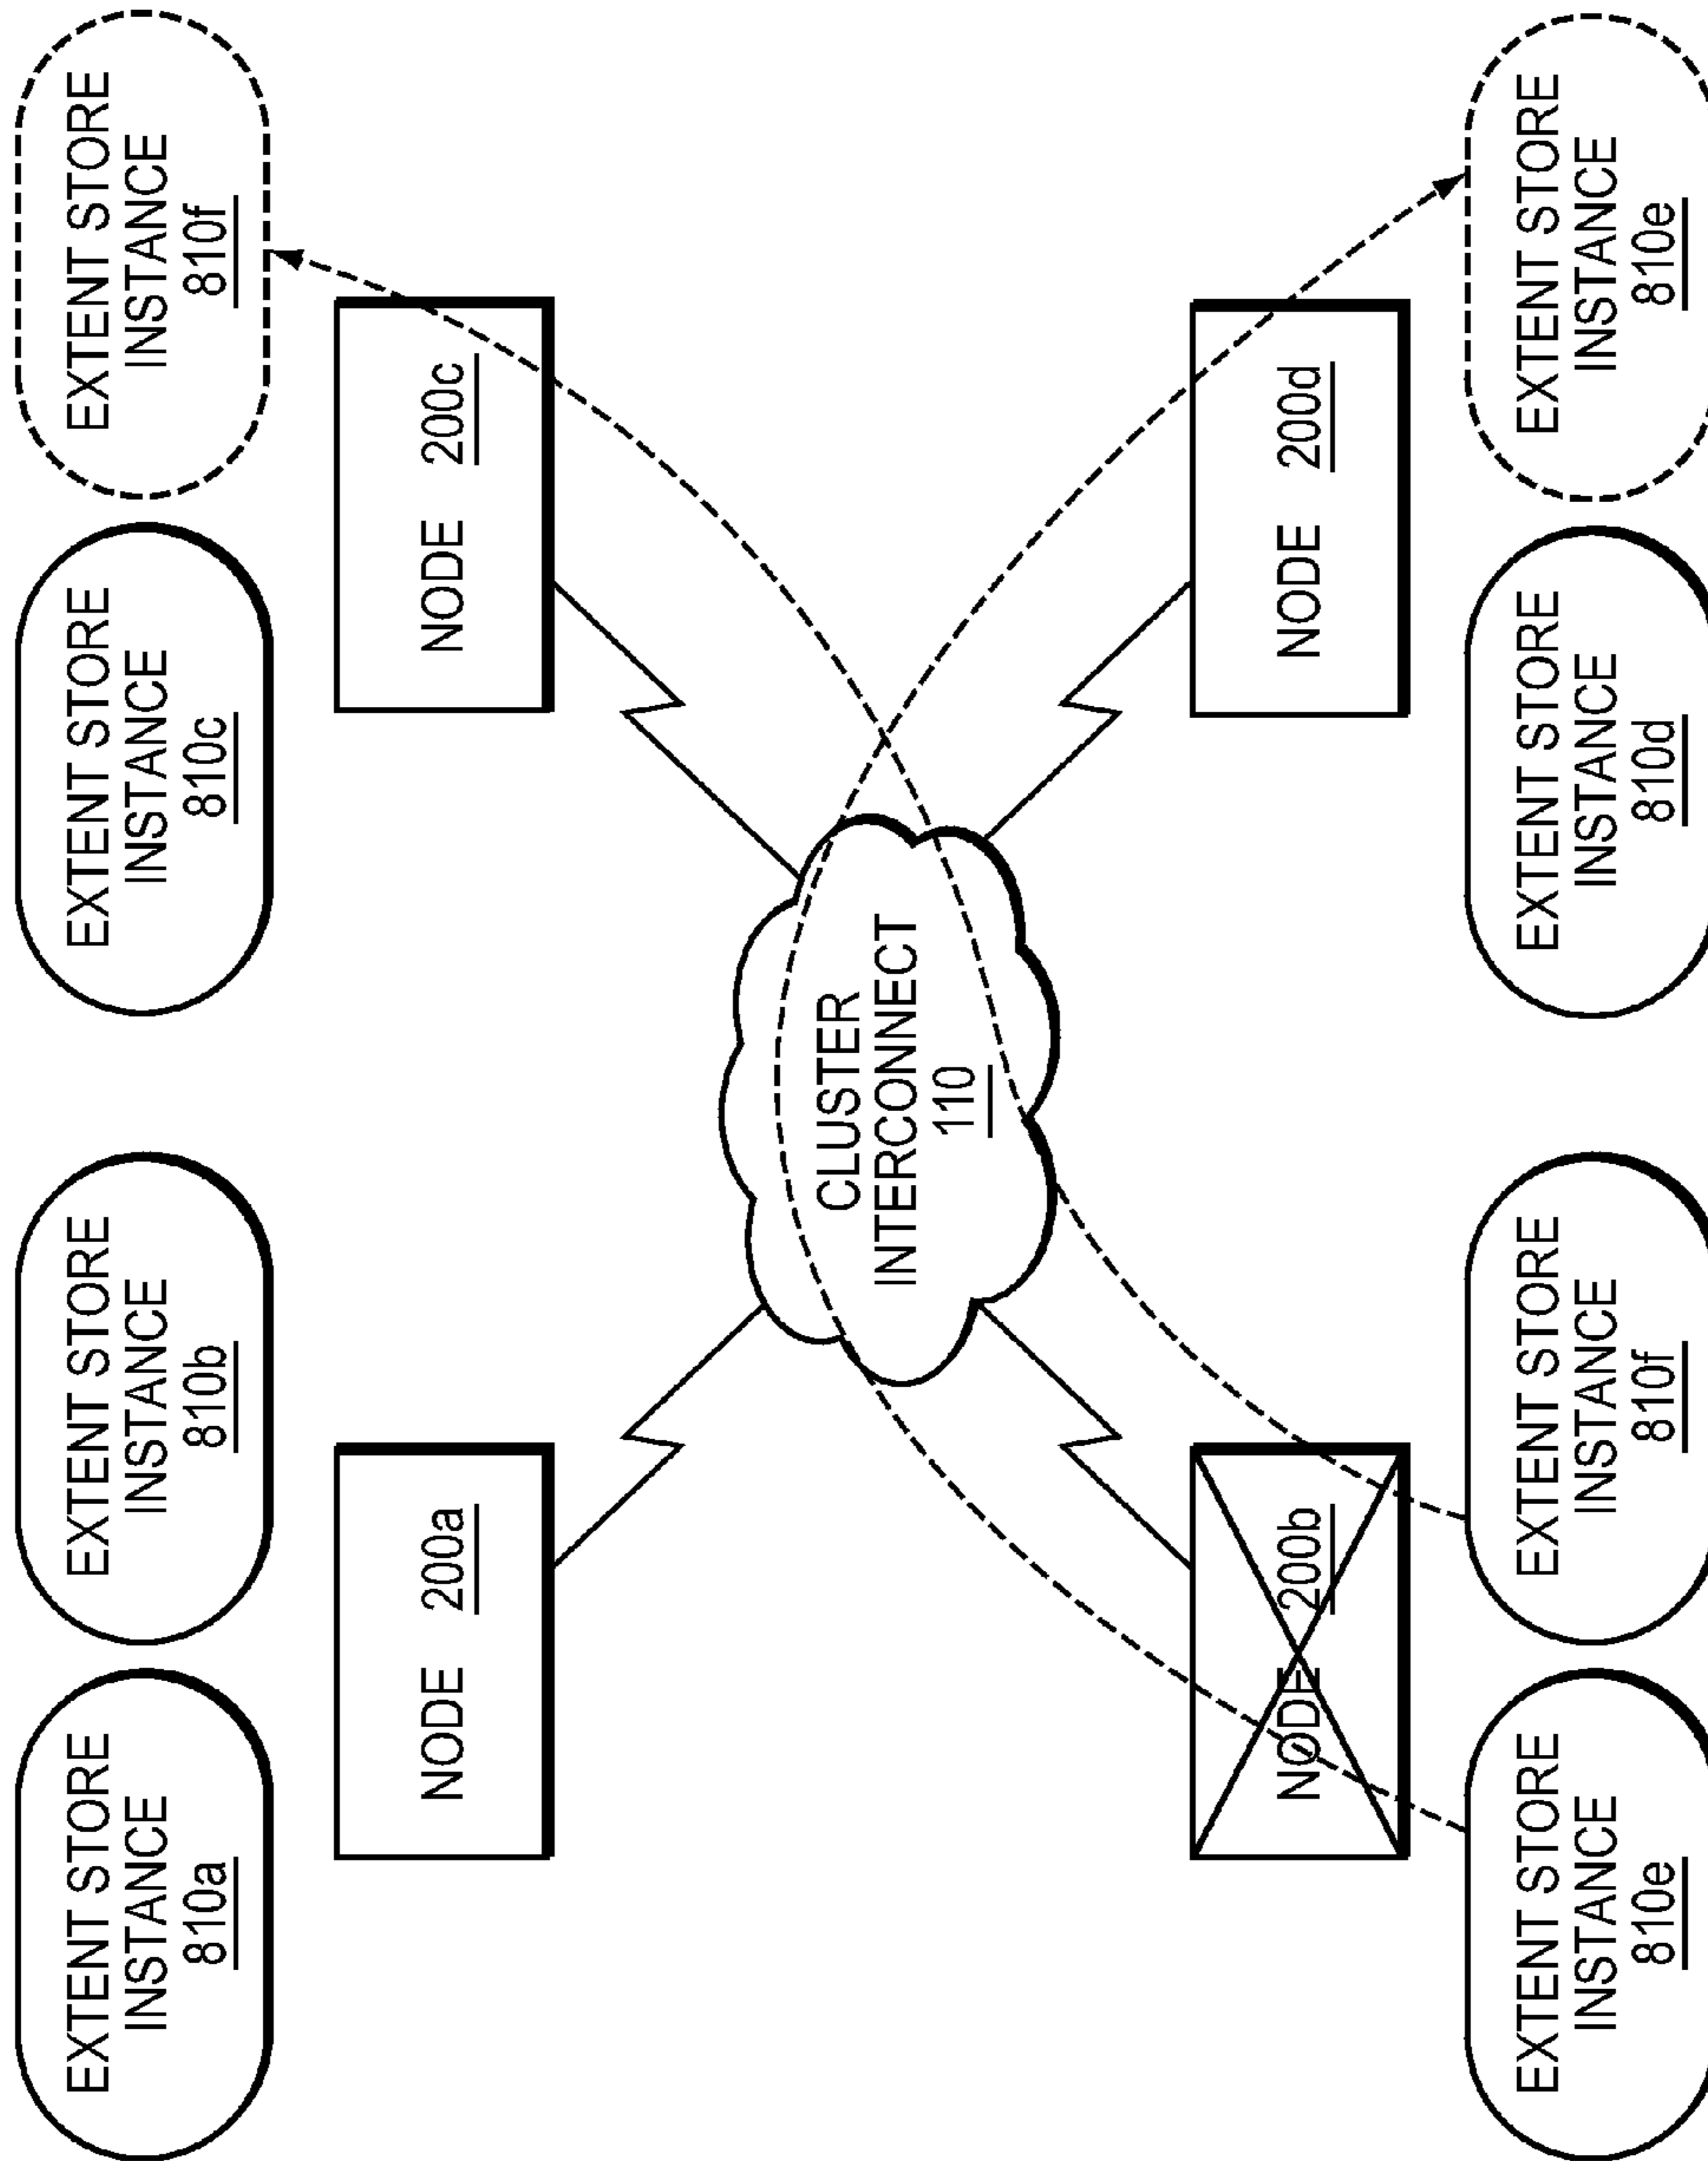 EXTENT STORE
INSTANCE
810a
EXTENT STORE
INSTANCE
810b
EXTENT STORE
INSTANCE
810c
EXTENT STORE
INSTANCE
810f
NODE 200a
NODE 200c
CLUSTER
INTERCONNECT
110
NODE 200b
NODE 200d
EXTENT STORE
INSTANCE
810e
EXTENT STORE
INSTANCE
810f
EXTENT STORE
INSTANCE
810d
EXTENT STORE
INSTANCE
810e